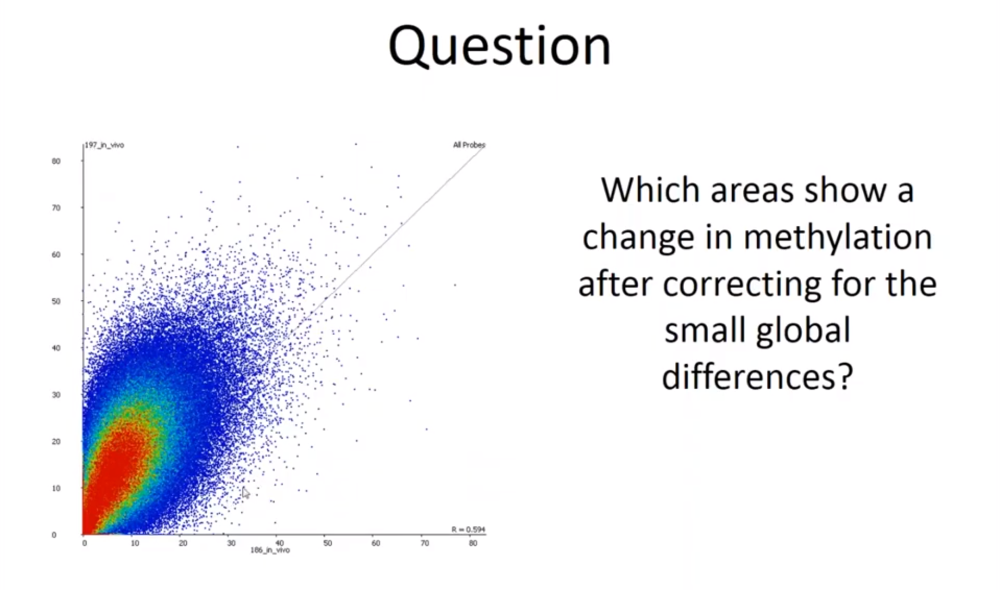 Question
197_in_vivo
All Probes
80
70
60
50
40
30
20
10
0
R = 0.594
0 10 20 30 40 50 60 70 80
186_in_vivo
Which areas show a
change in methylation
after correcting for the
small global
differences?